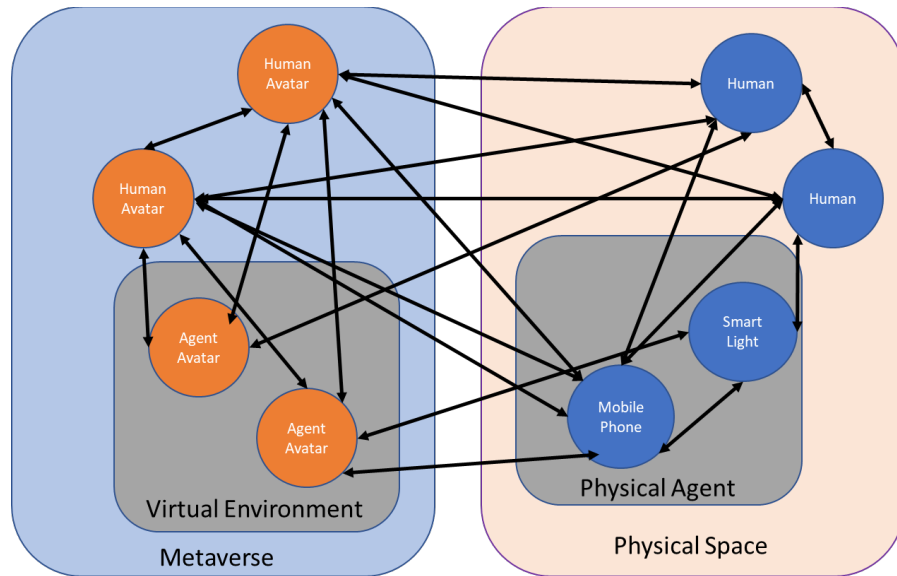 Human
Avatar
Human
Avatar
Agent
Avatar
Agent
Avatar
Virtual Environment
Metaverse
Human
Human
Smart
Light
Mobile
Phone
Physical Agent
Physical Space